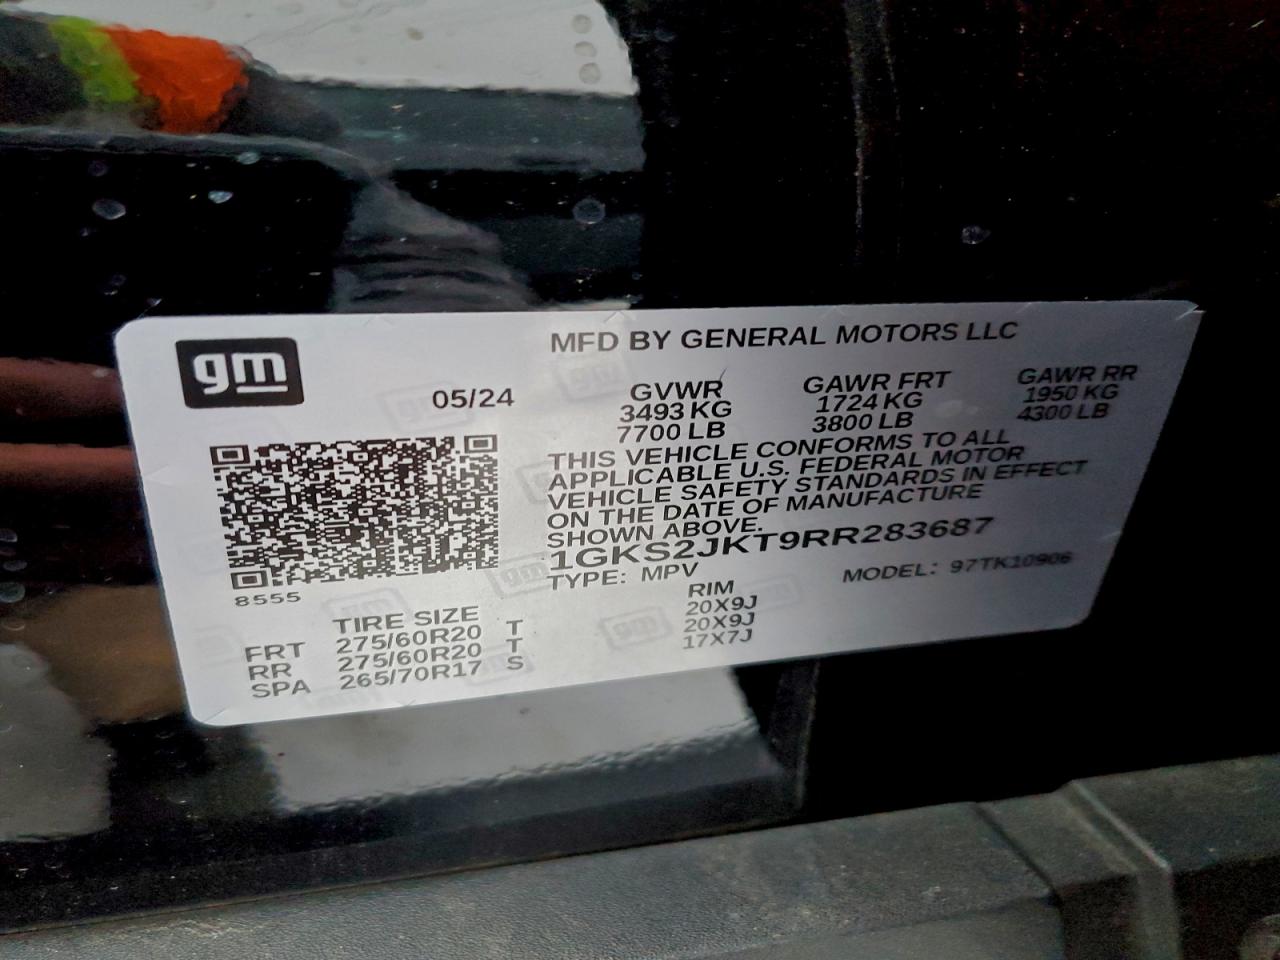 gm
MFD BY GENERAL MOTORS LLC
05/24
GVWR GAWR FRT GAWR RR
3493 KG 1724 KG 1950 KG
7700 LB 3800 LB 4300 LB
THIS VEHICLE CONFORMS TO ALL
APPLICABLE U.S. FEDERAL MOTOR
VEHICLE SAFETY STANDARDS IN EFFECT
ON THE DATE OF MANUFACTURE
SHOWN ABOVE.
1GKS2JKT9RR283687
TYPE: MPV MODEL: 97TK10906
8555
TIRE SIZE RIM
FRT 275/60R20 T 20X9J
RR 275/60R20 T 20X9J
SPA 265/70R17 S 17X7J